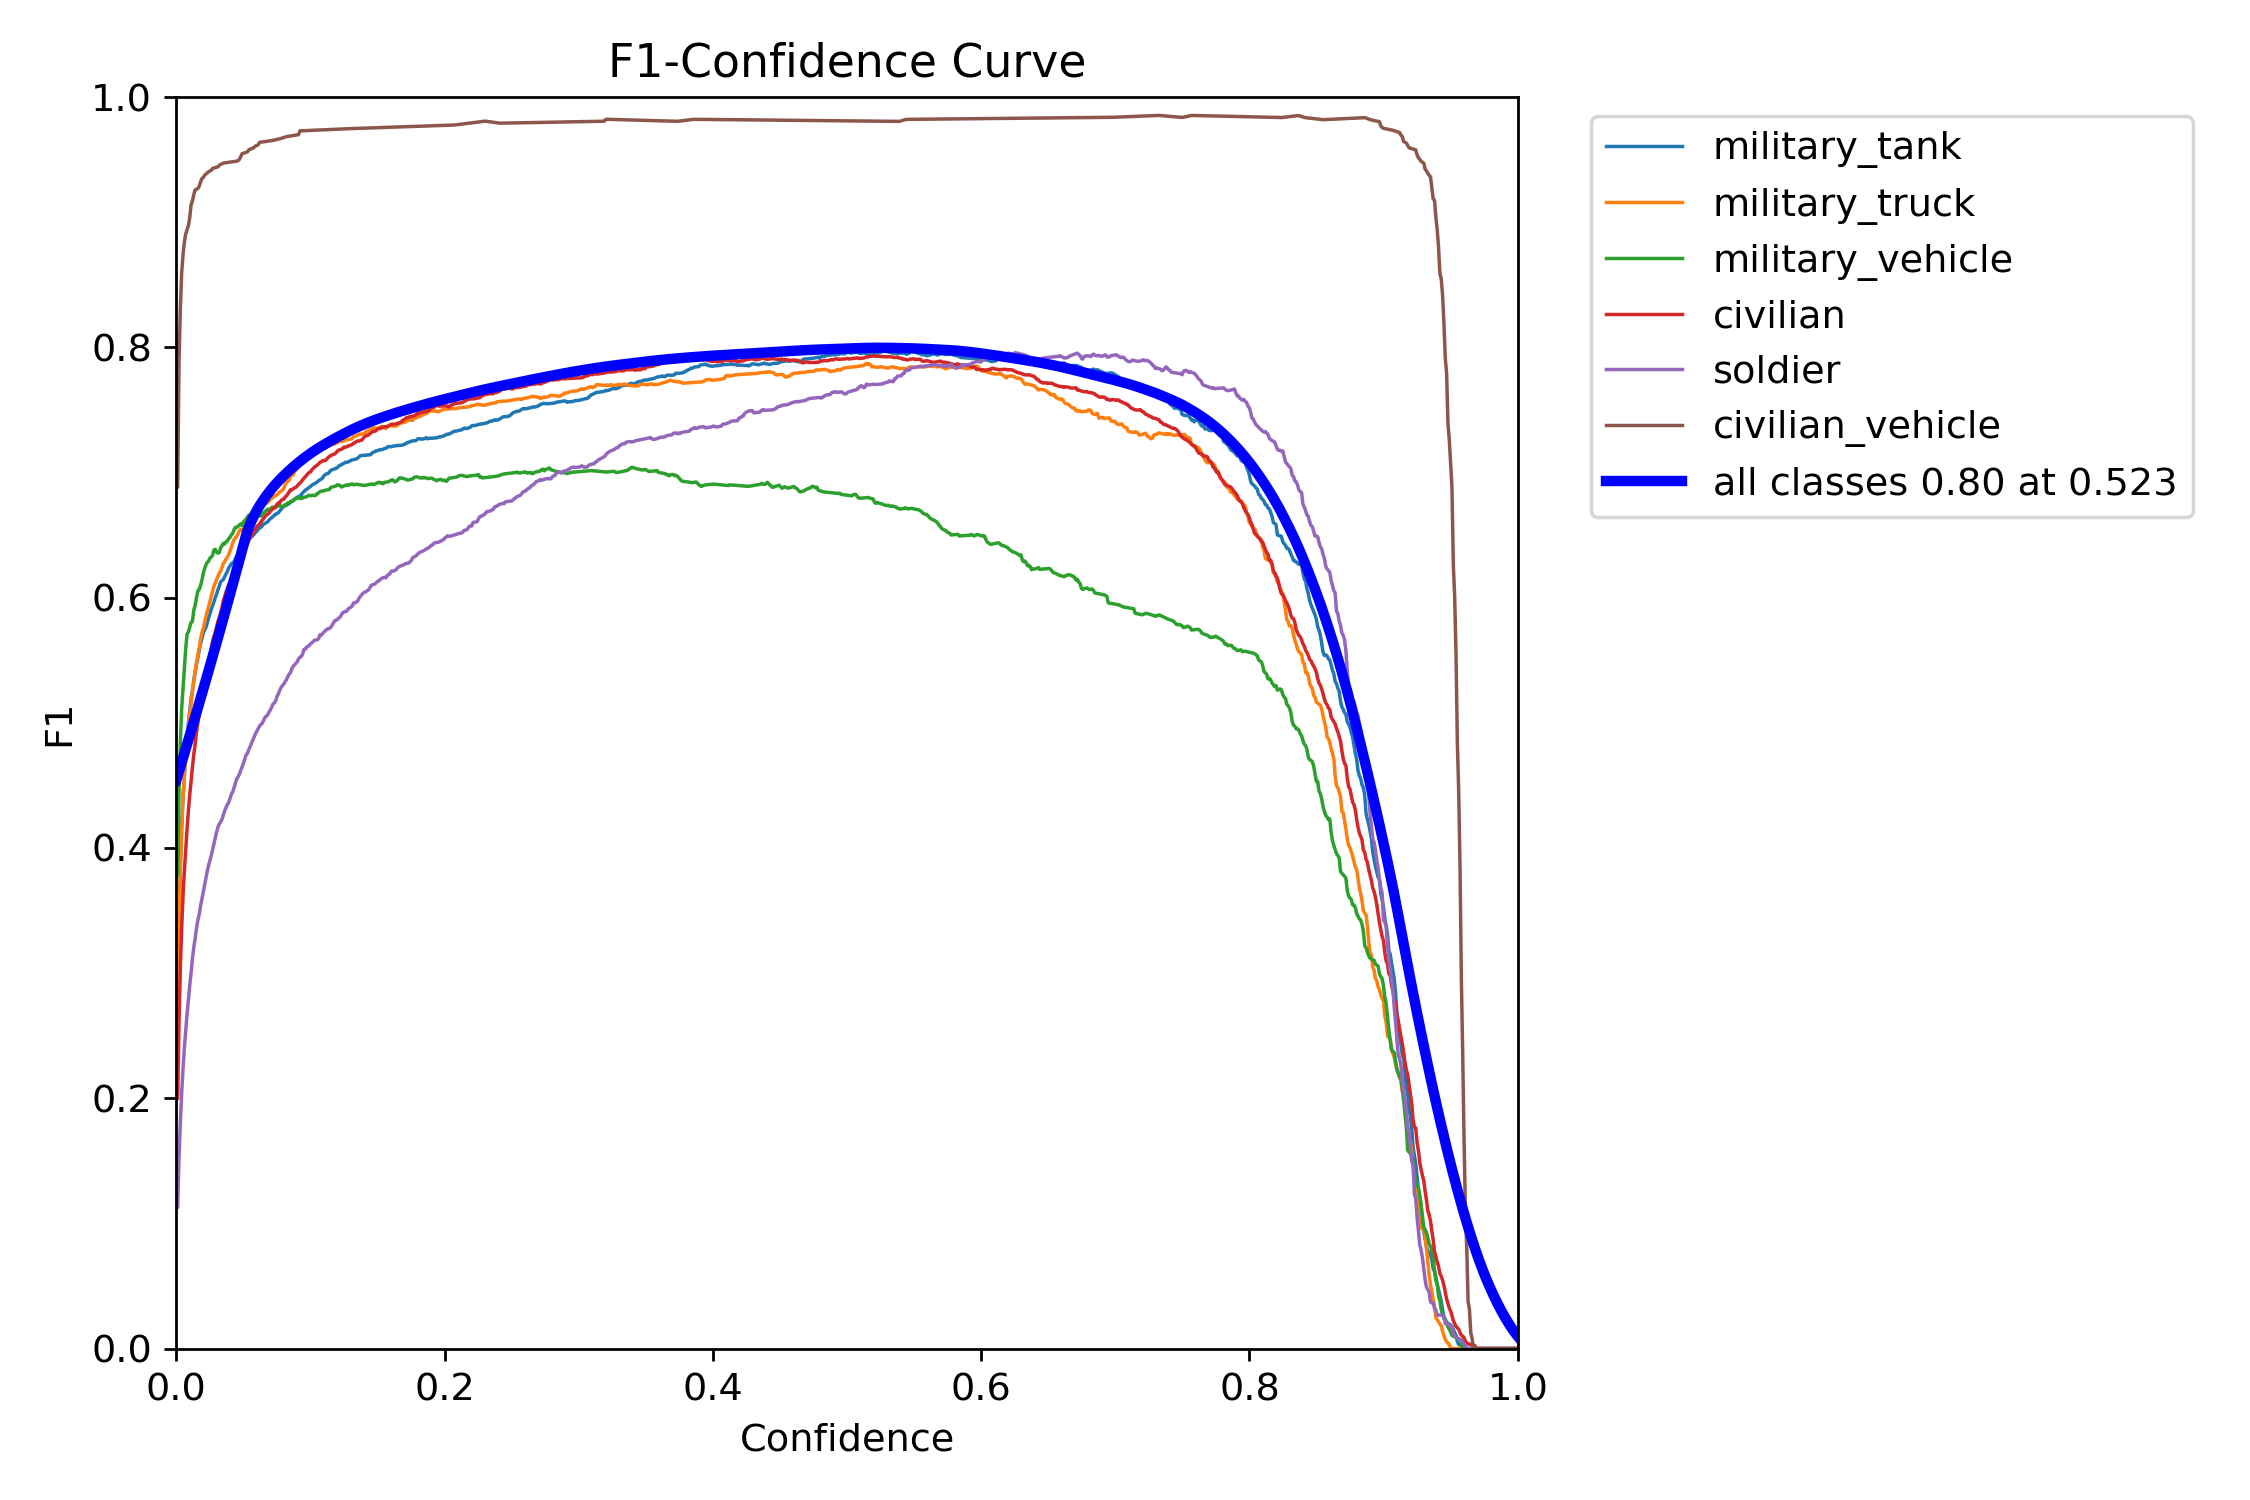 F1-Confidence Curve
1.0
0.8
0.6
0.4
0.2
0.0
F1
0.0 0.2 0.4 0.6 0.8 1.0
Confidence
military_tank
military_truck
military_vehicle
civilian
soldier
civilian_vehicle
all classes 0.80 at 0.523